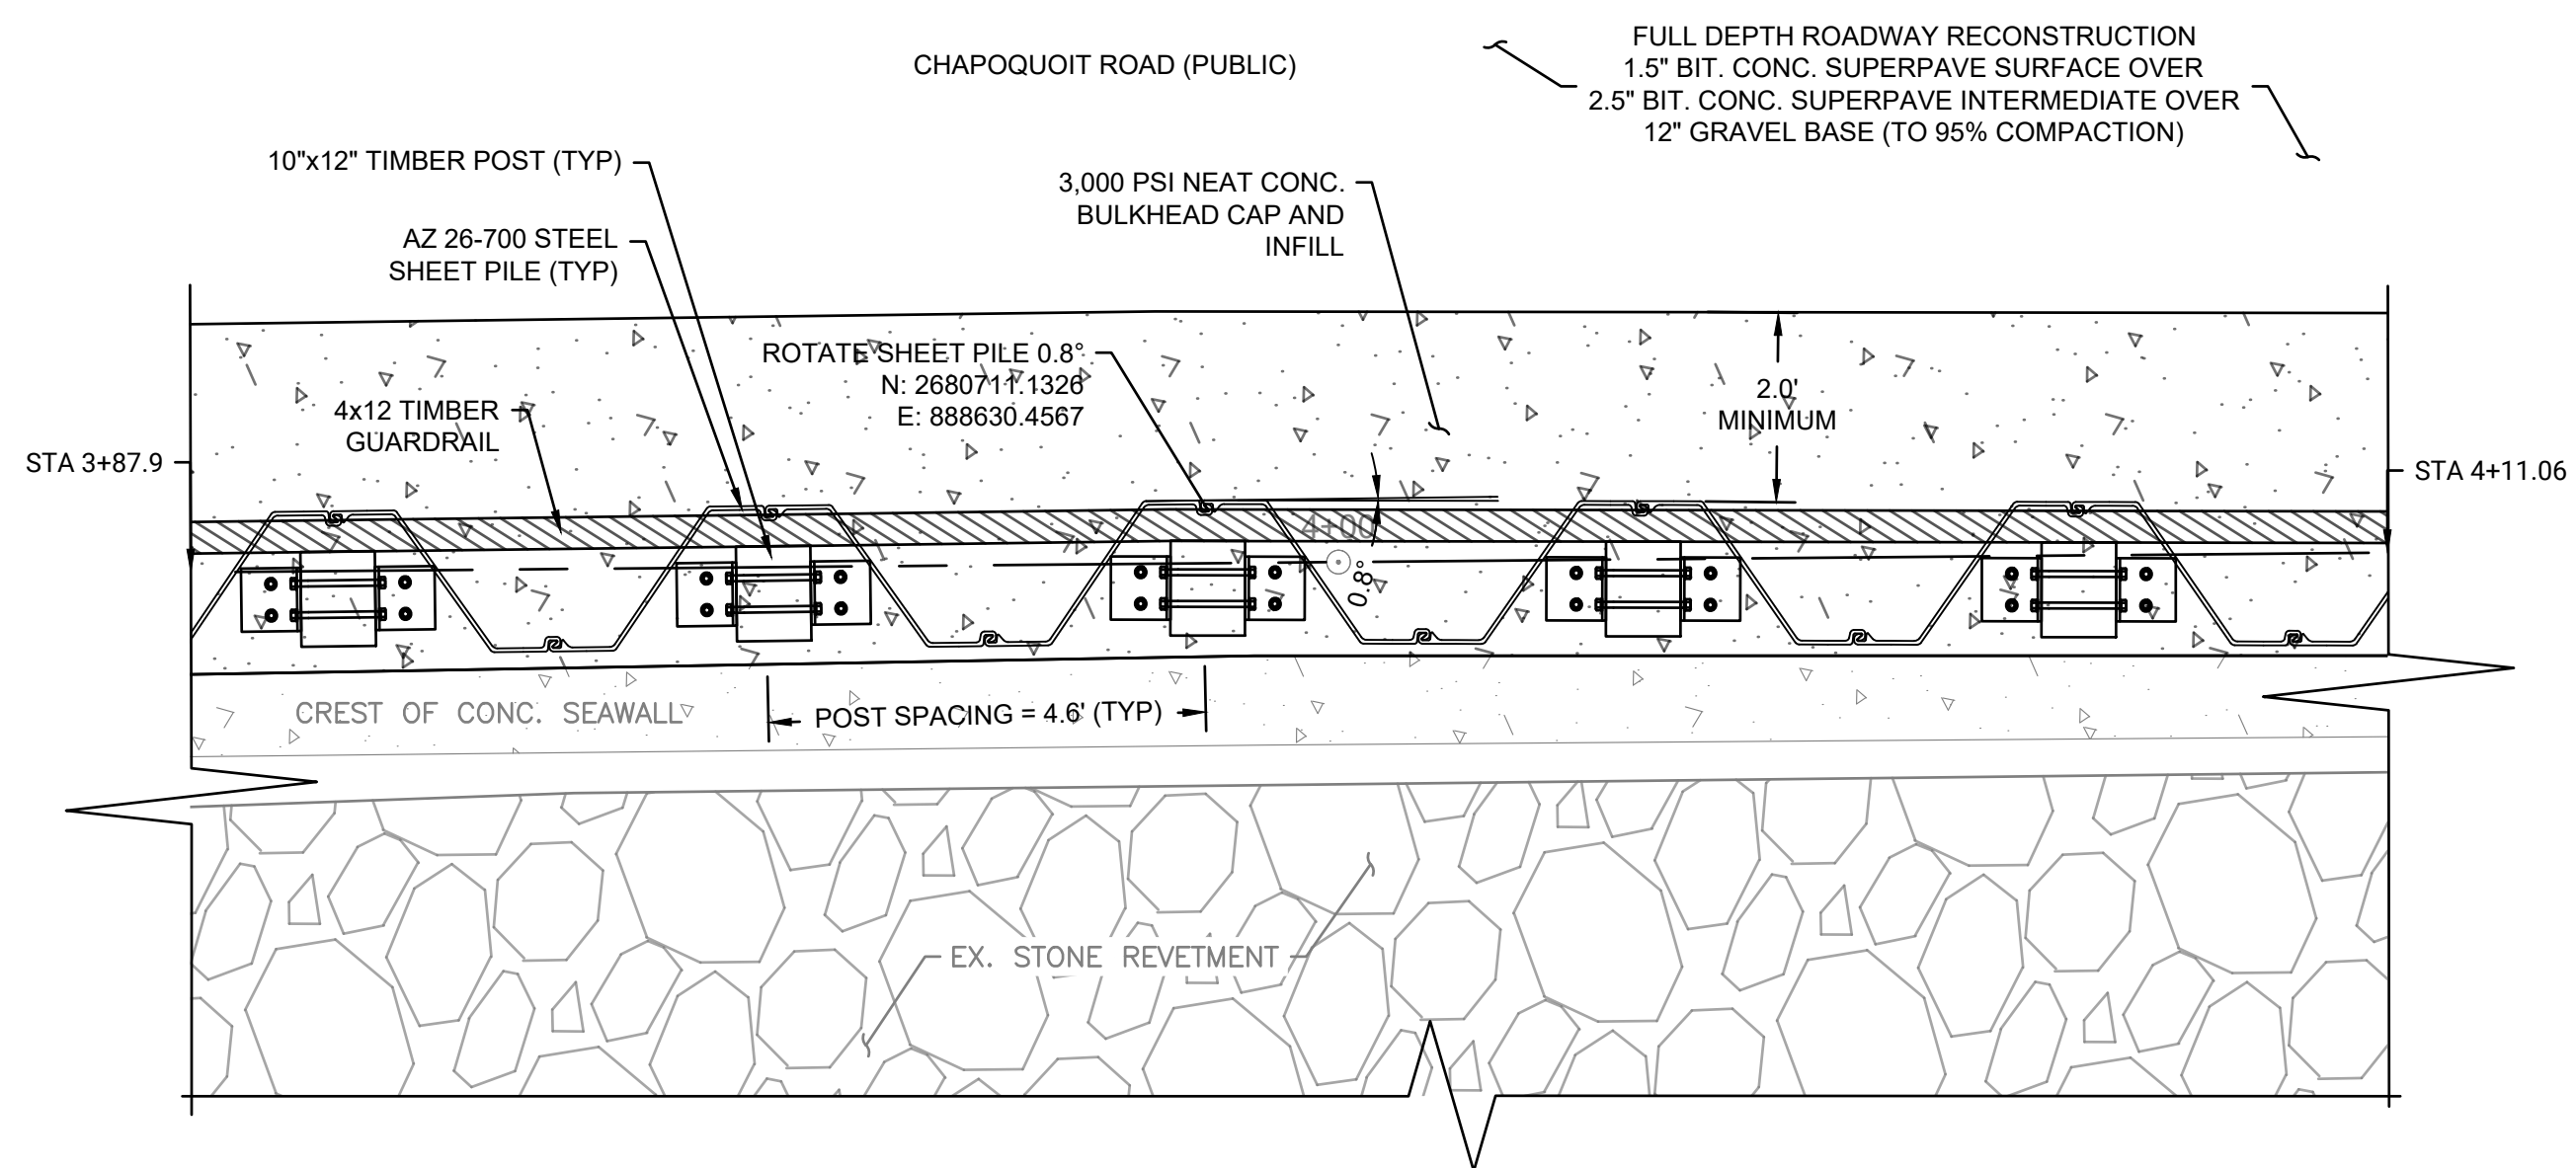 CHAPOQUOIT ROAD (PUBLIC)
FULL DEPTH ROADWAY RECONSTRUCTION
1.5" BIT. CONC. SUPERPAVE SURFACE OVER
2.5" BIT. CONC. SUPERPAVE INTERMEDIATE OVER
12" GRAVEL BASE (TO 95% COMPACTION)
10"x12" TIMBER POST (TYP)
AZ 26-700 STEEL
SHEET PILE (TYP)
3,000 PSI NEAT CONC.
BULKHEAD CAP AND
INFILL
ROTATE SHEET PILE 0.8°
N: 2680711.1326
E: 888630.4567
4x12 TIMBER
GUARDRAIL
2.0'
MINIMUM
STA 3+87.9
STA 4+11.06
4+00
0.8°
CREST OF CONC. SEAWALL
POST SPACING = 4.6' (TYP)
EX. STONE REVETMENT